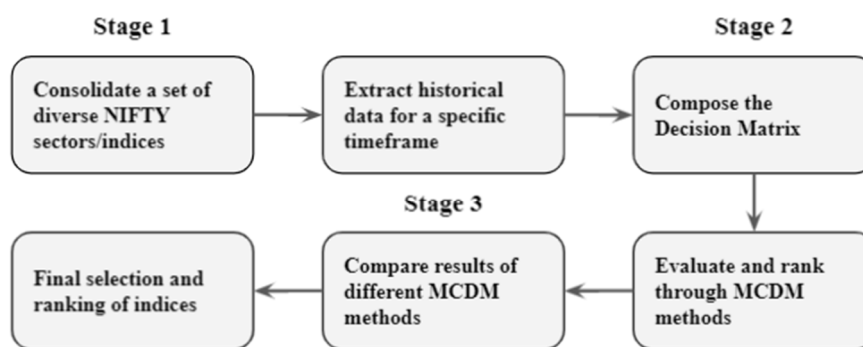 Stage 1
Consolidate a set of
diverse NIFTY
sectors/indices
Extract historical
data for a specific
timeframe
Stage 2
Compose the
Decision Matrix
Evaluate and rank
through MCDM
methods
Stage 3
Compare results of
different MCDM
methods
Final selection and
ranking of indices